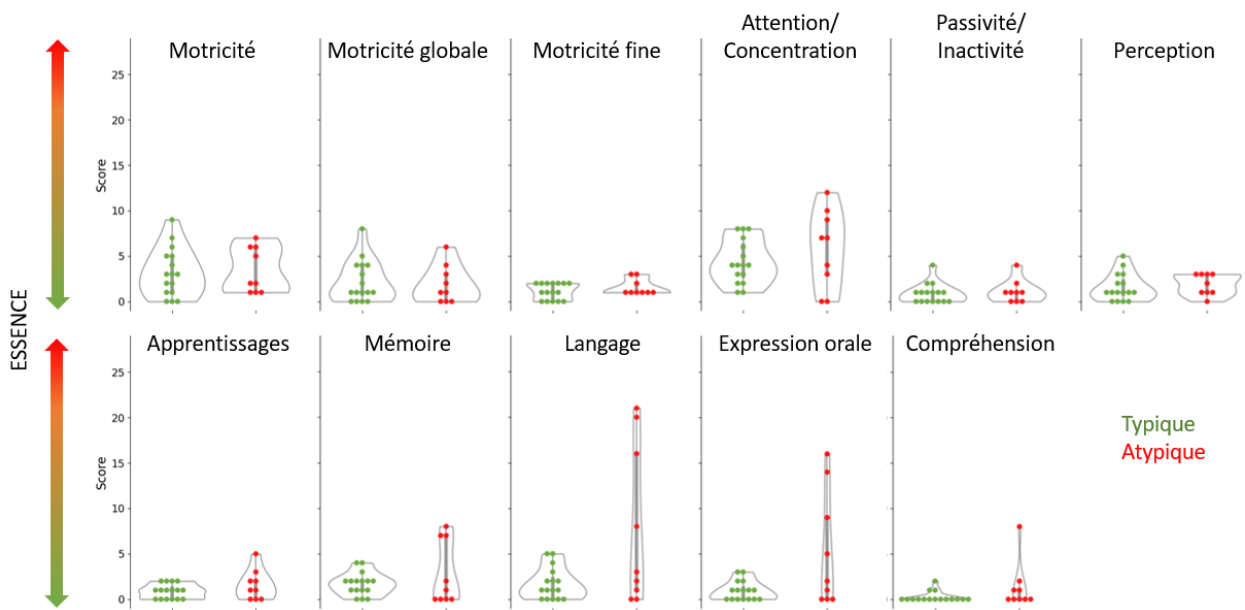 Motricité
Motricité globale
Motricité fine
Attention/
Concentration
Passivité/
Inactivité
Perception
25
20
15
10
5
0
Score
ESSENCE
Apprentissages
Mémoire
Langage
Expression orale
Compréhension
25
20
15
10
5
0
Score
Typique
Atypique